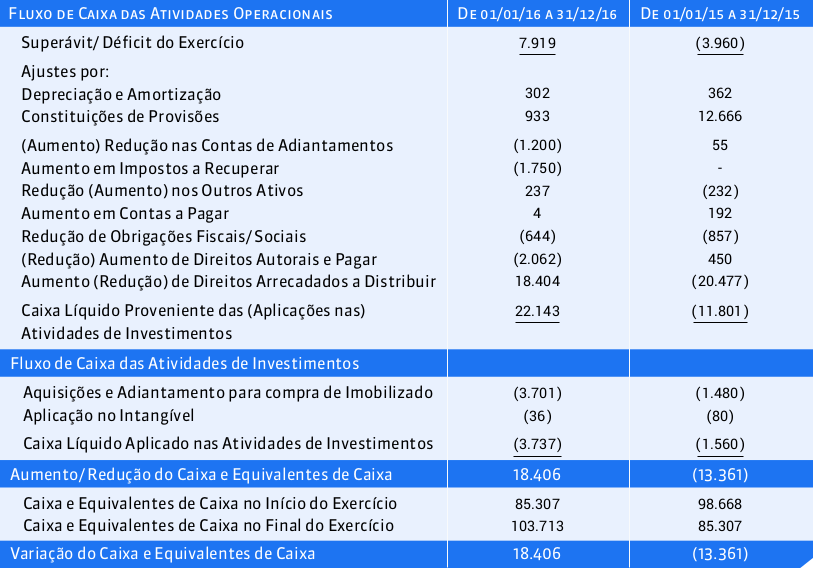 Fluxo de Caixa das Atividades Operacionais De 01/01/16 a 31/12/16 De 01/01/15 a 31/12/15
Superávit/ Déficit do Exercício 7.919 (3.960)
Ajustes por:
Depreciação e Amortização 302 362
Constituições de Provisões 933 12.666
(Aumento) Redução nas Contas de Adiantamentos (1.200) 55
Aumento em Impostos a Recuperar (1.750) -
Redução (Aumento) nos Outros Ativos 237 (232)
Aumento em Contas a Pagar 4 192
Redução de Obrigações Fiscais/ Sociais (644) (857)
(Redução) Aumento de Direitos Autorais e Pagar (2.062) 450
Aumento (Redução) de Direitos Arrecadados a Distribuir 18.404 (20.477)
Caixa Líquido Proveniente das (Aplicações nas) 22.143 (11.801)
Atividades de Investimentos
Fluxo de Caixa das Atividades de Investimentos
Aquisições e Adiantamento para compra de Imobilizado (3.701) (1.480)
Aplicação no Intangível (36) (80)
Caixa Líquido Aplicado nas Atividades de Investimentos (3.737) (1.560)
Aumento/ Redução do Caixa e Equivalentes de Caixa 18.406 (13.361)
Caixa e Equivalentes de Caixa no Início do Exercício 85.307 98.668
Caixa e Equivalentes de Caixa no Final do Exercício 103.713 85.307
Variação do Caixa e Equivalentes de Caixa 18.406 (13.361)